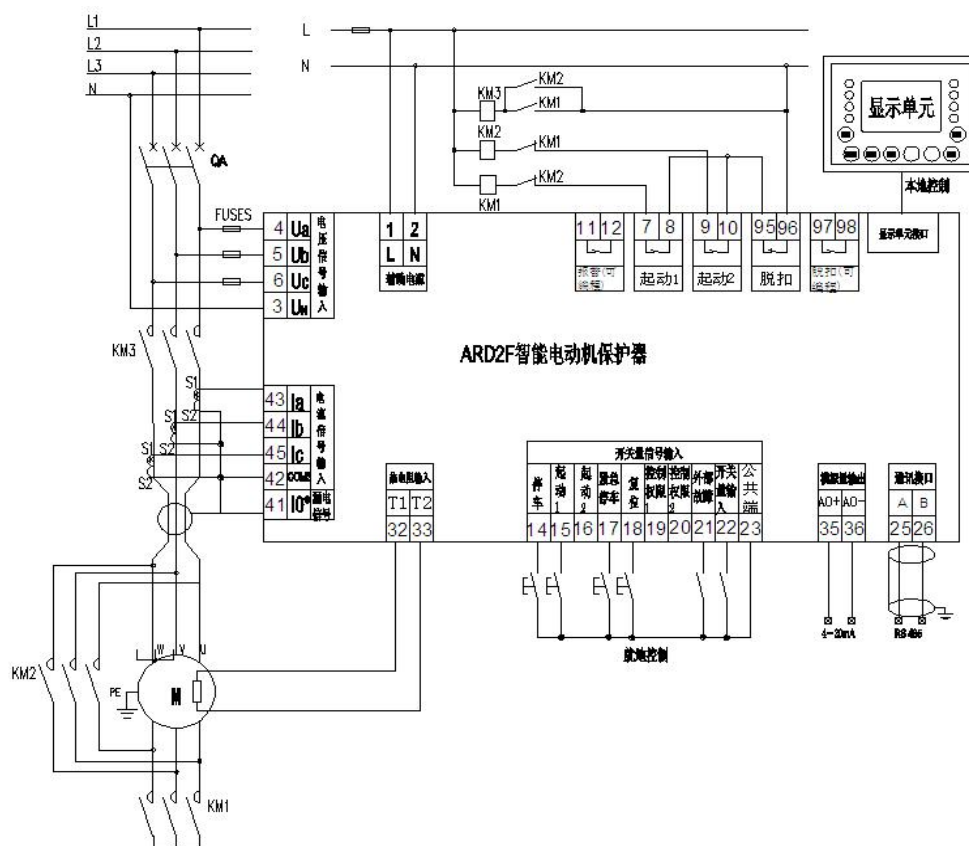 L1
L2
L3
N
L
N
KM2
KM3
KM1
KM2
KM1
KM2
KM1
显示单元
本地控制
QA
FUSES
4 Ua
5 Ub
6 Uc
3 UN
电压信号输入
1 2
L N
辅助电源
11 12
报警(可编程)
7 8
起动1
9 10
起动2
95 96
脱扣
97 98
脱扣(可编程)
显示单元接口
ARD2F智能电动机保护器
KM3
S1
S1 S2
S1 S2
S2
43 Ia
44 Ib
45 Ic
42 COM2
电流信号输入
41 I0*
漏电信号
热电阻输入
T1 T2
32 33
开关量信号输入
停车
起动1
起动2
紧急停车
复位
控制权限1
控制权限2
外部故障
开关量输入
公共端
14 15 16 17 18 19 20 21 22 23
就地控制
模拟量输出
AO+ AO-
35 36
4-20mA
通讯接口
A B
25 26
RS485
KM2
W V U
PE
M
KM1